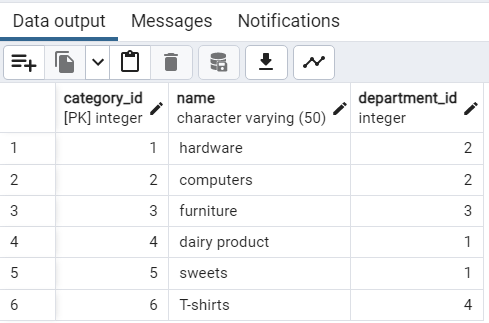 Data output Messages Notifications
category_id name department_id
[PK] integer character varying (50) integer
1 1 hardware 2
2 2 computers 2
3 3 furniture 3
4 4 dairy product 1
5 5 sweets 1
6 6 T-shirts 4